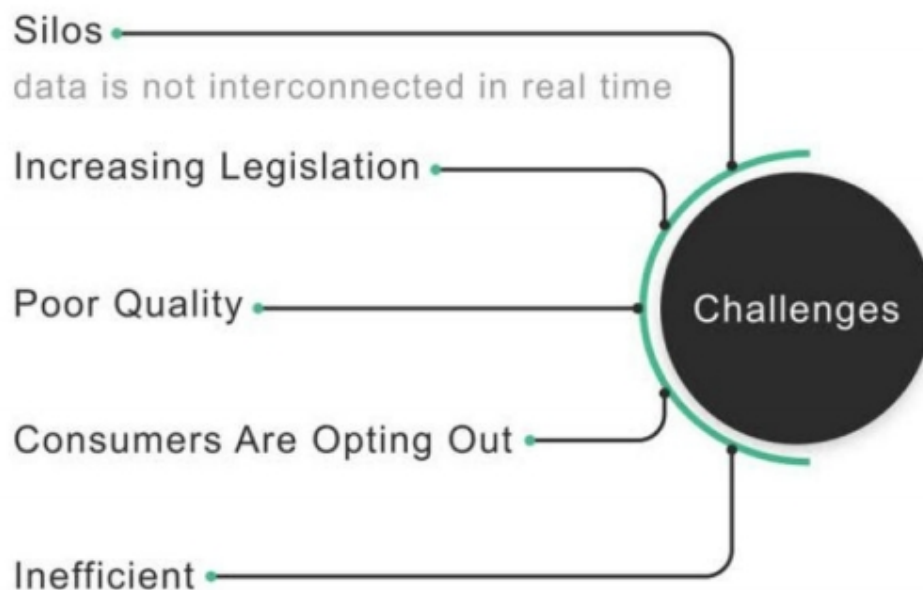 Silos
data is not interconnected in real time
Increasing Legislation
Poor Quality
Challenges
Consumers Are Opting Out
Inefficient